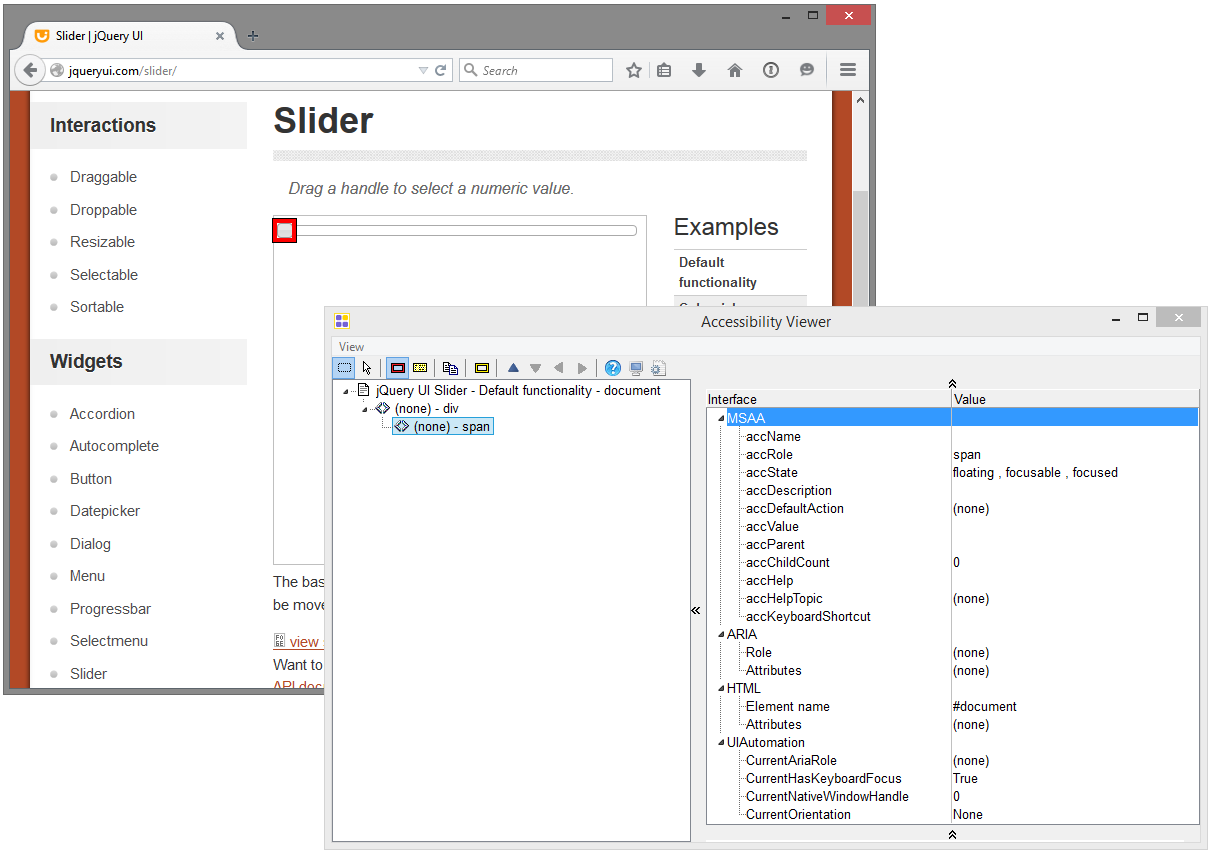 Slider | jQuery UI
jqueryui.com/slider/
Search
Interactions
Draggable
Droppable
Resizable
Selectable
Sortable
Widgets
Accordion
Autocomplete
Button
Datepicker
Dialog
Menu
Progressbar
Selectmenu
Slider
Slider
Drag a handle to select a numeric value.
Examples
Default
functionality
The bas
be move
view
Want to
API doc
Accessibility Viewer
View
jQuery UI Slider - Default functionality - document
(none) - div
(none) - span
Interface Value
MSAA
accName
accRole span
accState floating , focusable , focused
accDescription
accDefaultAction (none)
accValue
accParent
accChildCount 0
accHelp
accHelpTopic (none)
accKeyboardShortcut
ARIA
Role (none)
Attributes (none)
HTML
Element name #document
Attributes (none)
UIAutomation
CurrentAriaRole (none)
CurrentHasKeyboardFocus True
CurrentNativeWindowHandle 0
CurrentOrientation None